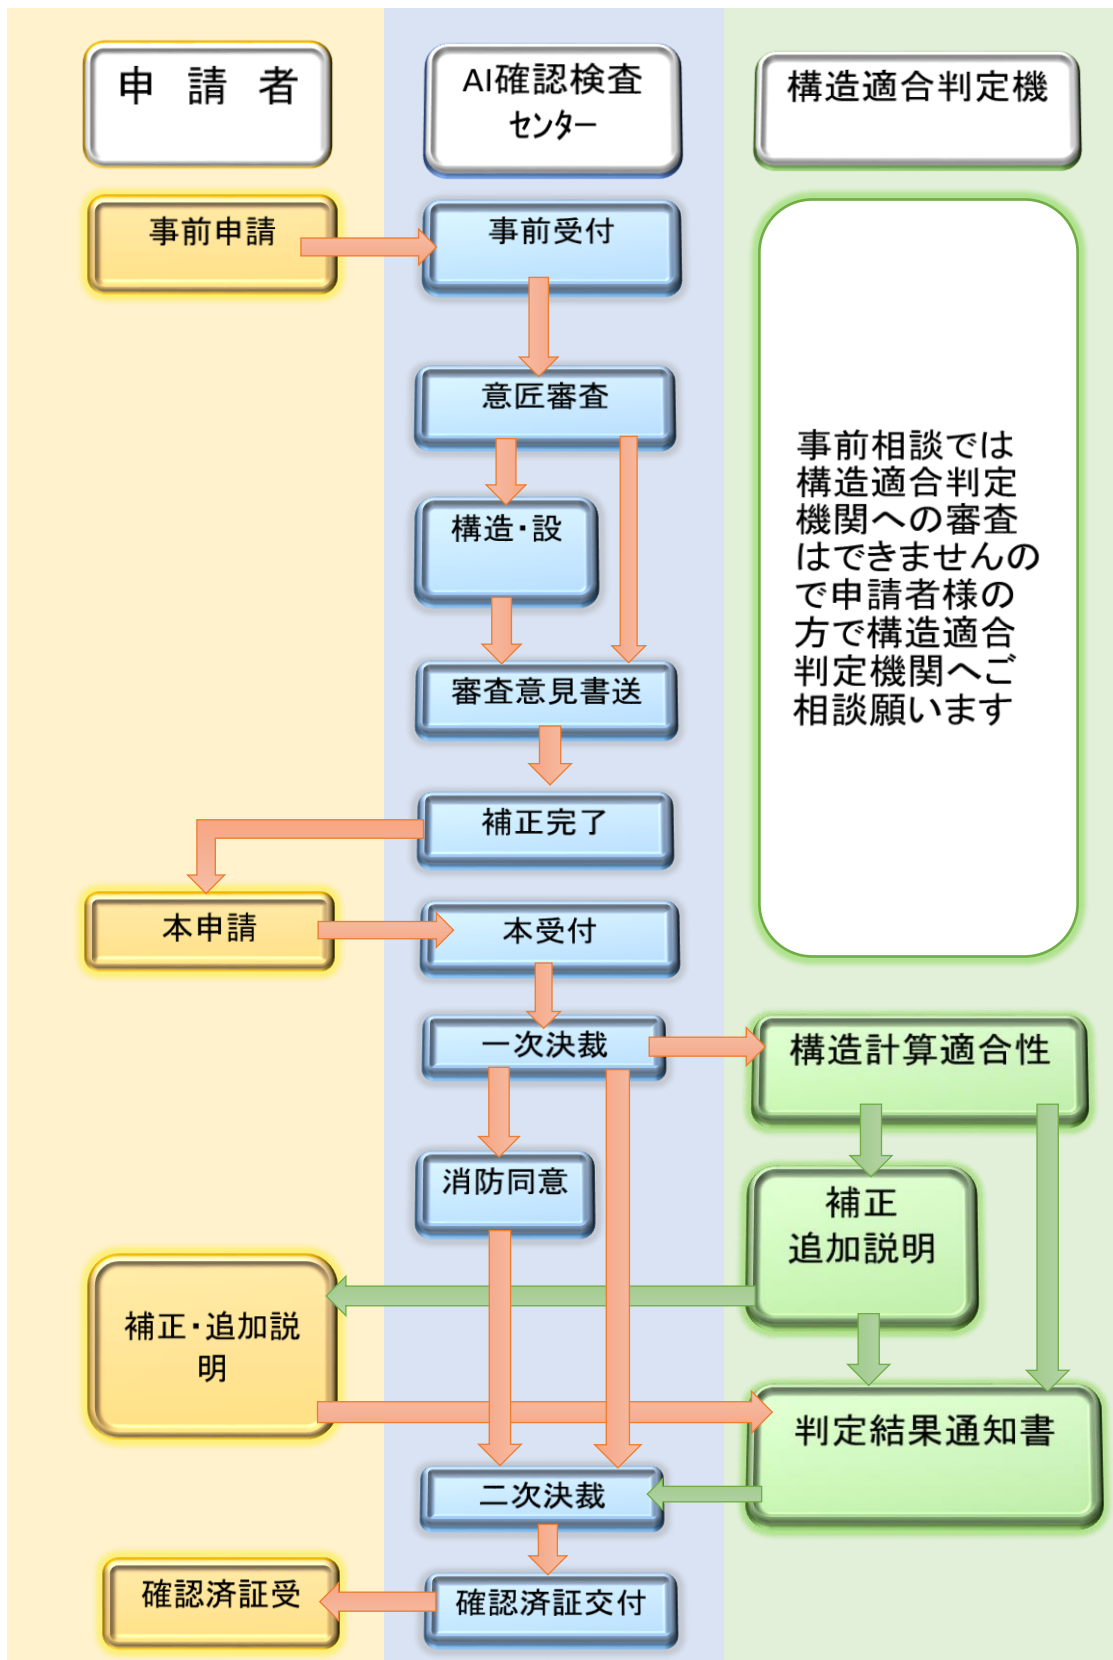 申 請 者
AI確認検査
センター
構造適合判定機
事前申請
事前受付
意匠審査
構造・設
審査意見書送
補正完了
事前相談では
構造適合判定
機関への審査
はできませんの
で申請者様の
方で構造適合
判定機関へご
相談願います
本申請
本受付
一次決裁
構造計算適合性
消防同意
補正
追加説明
補正・追加説
明
判定結果通知書
二次決裁
確認済証受
確認済証交付